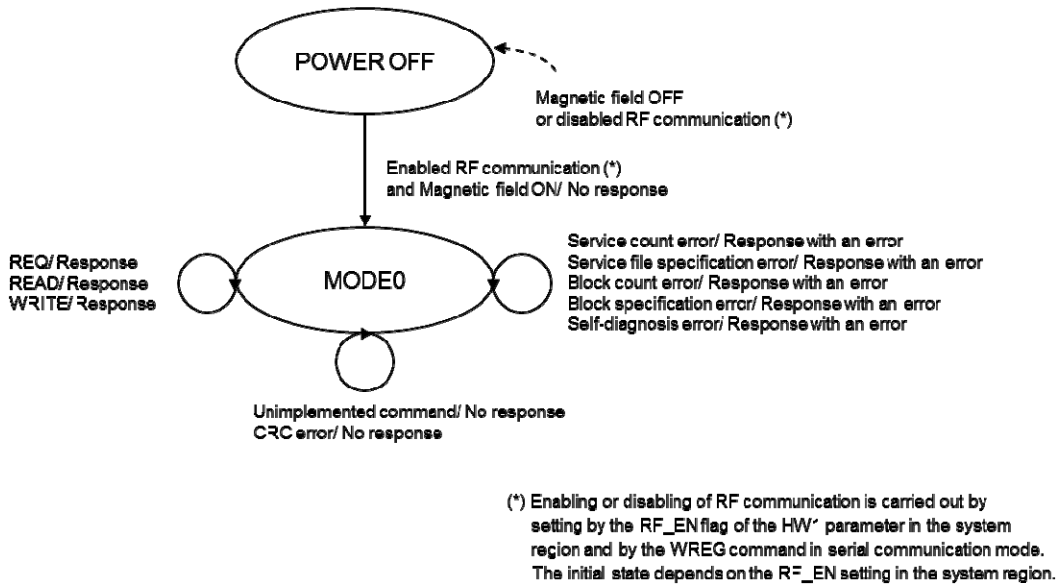 POWER OFF
Magnetic field OFF
or disabled RF communication (*)
Enabled RF communication (*)
and Magnetic field ON/ No response
REQ/ Response
READ/ Response
WRITE/ Response
MODE0
Service count error/ Response with an error
Service file specification error/ Response with an error
Block count error/ Response with an error
Block specification error/ Response with an error
Self-diagnosis error/ Response with an error
Unimplemented command/ No response
CRC error/ No response
(*) Enabling or disabling of RF communication is carried out by
setting by the RF_EN flag of the HW1 parameter in the system
region and by the WREG command in serial communication mode.
The initial state depends on the RF_EN setting in the system region.